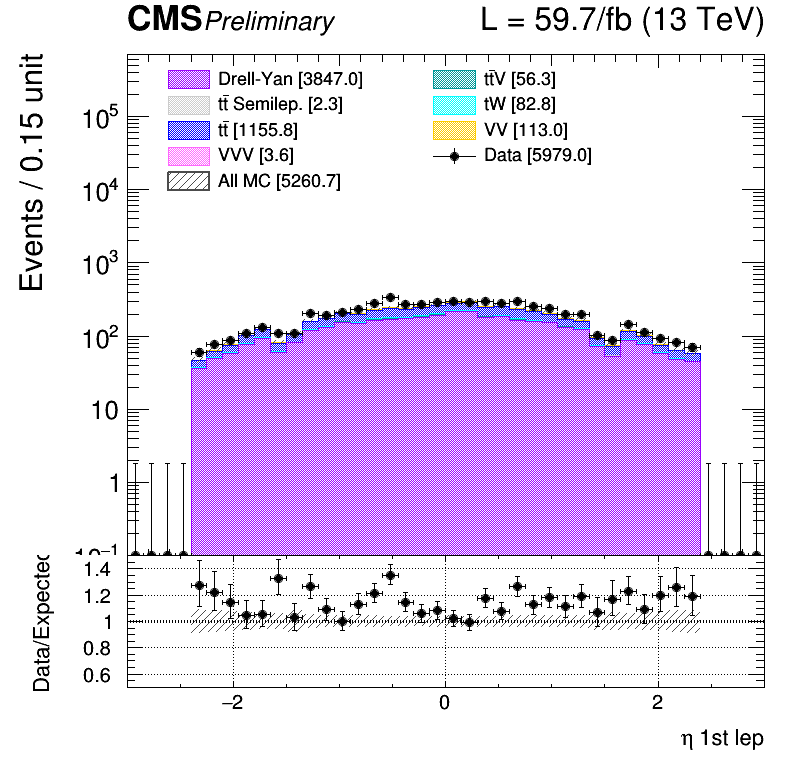 CMS Preliminary L = 59.7/fb (13 TeV)
Events / 0.15 unit
Drell-Yan [3847.0]
tt̄ Semilep. [2.3]
tt̄ [1155.8]
VVV [3.6]
All MC [5260.7]
tt̄V [56.3]
tW [82.8]
VV [113.0]
Data [5979.0]
10⁵
10⁴
10³
10²
10
1
10⁻¹
Data/Expected
1.4
1.2
1
0.8
0.6
−2 0 2
η 1st lep